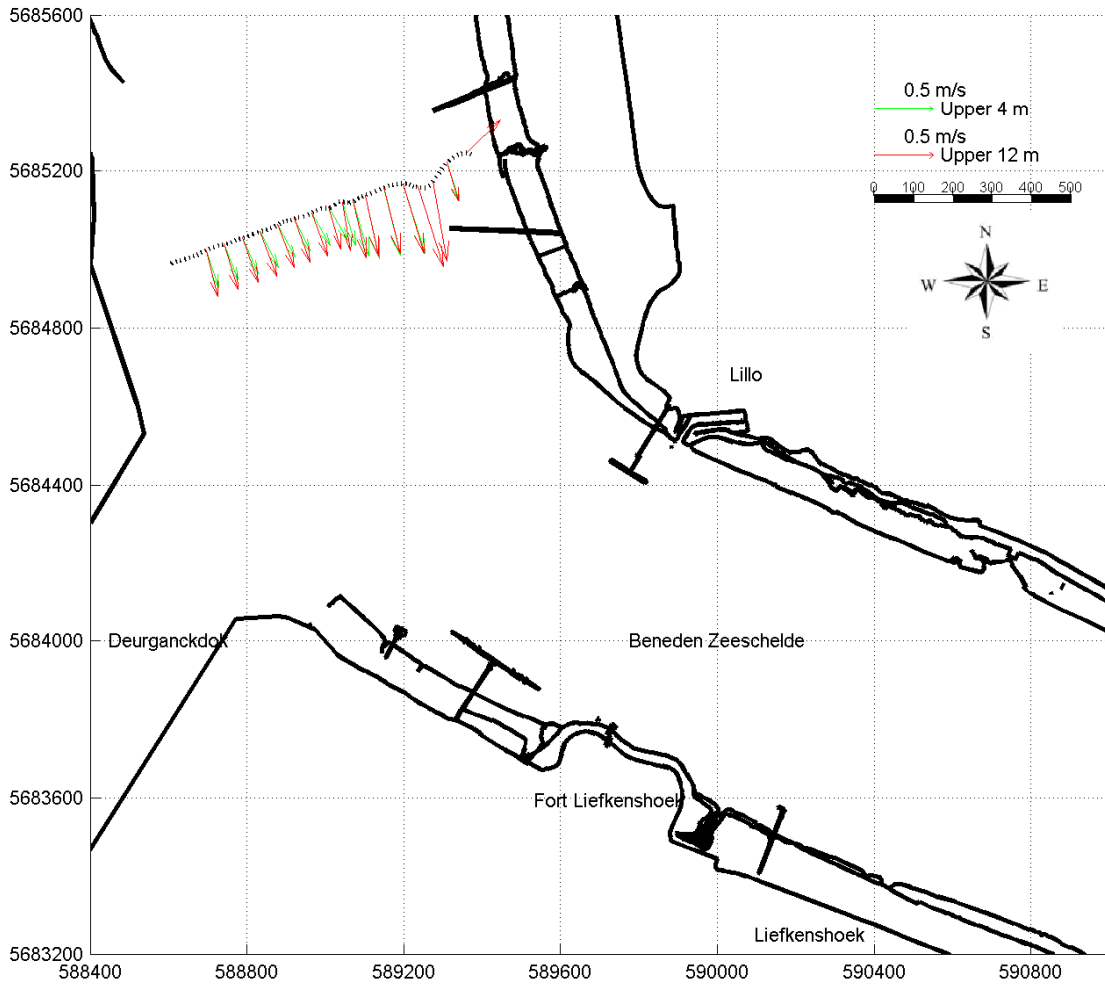 5685600
5685200
5684800
5684400
5684000
5683600
5683200
588400
588800
589200
589600
590000
590400
590800
0.5 m/s
Upper 4 m
0.5 m/s
Upper 12 m
0 100 200 300 400 500
N
W E
S
Lillo
Deurganckdok
Beneden Zeeschelde
Fort Liefkenshoek
Liefkenshoek